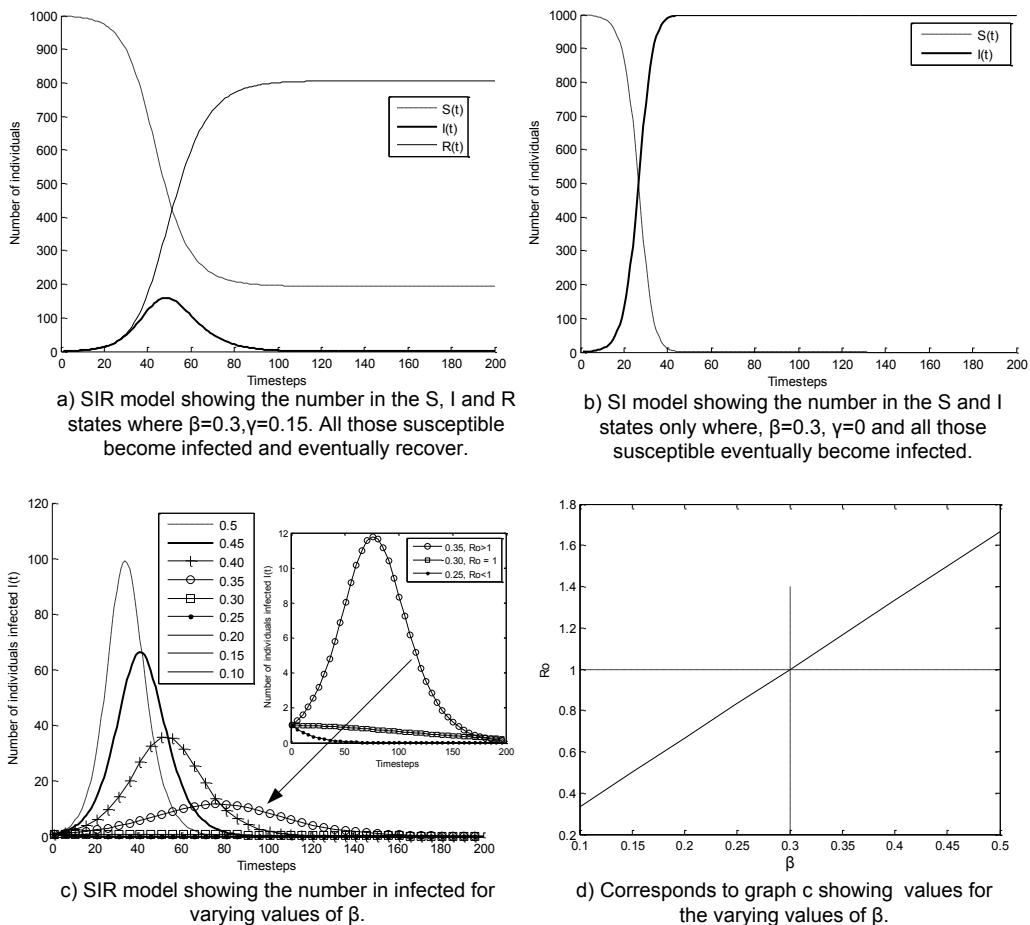 1000
900
800
700
600
500
400
300
200
100
0
Number of individuals
S(t)
I(t)
R(t)
0 20 40 60 80 100 120 140 160 180 200
Timesteps
a) SIR model showing the number in the S, I and R
states where β=0.3,γ=0.15. All those susceptible
become infected and eventually recover.
1000
900
800
700
600
500
400
300
200
100
0
Number of individuals
S(t)
I(t)
0 20 40 60 80 100 120 140 160 180 200
Timesteps
b) SI model showing the number in the S and I
states only where, β=0.3, γ=0 and all those
susceptible eventually become infected.
120
100
80
60
40
20
0
Number of individuals infected I(t)
0.5
0.45
0.40
0.35
0.30
0.25
0.20
0.15
0.10
12
10
8
6
4
2
0
Number of individuals infected I(t)
0.35, Ro>1
0.30, Ro = 1
0.25, Ro<1
0 50 100 150 200
Timesteps
0 20 40 60 80 100 120 140 160 180 200
Timesteps
c) SIR model showing the number in infected for
varying values of β.
1.8
1.6
1.4
1.2
1
0.8
0.6
0.4
0.2
Ro
0.1 0.15 0.2 0.25 0.3 0.35 0.4 0.45 0.5
β
d) Corresponds to graph c showing values for
the varying values of β.